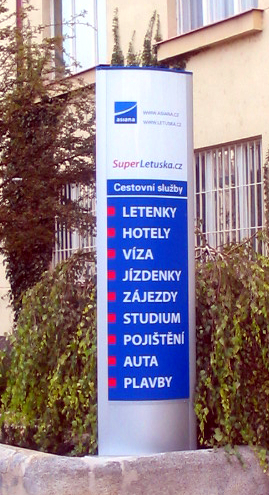 asiana
WWW.ASIANA.CZ
WWW.LETUSKA.CZ
SuperLetuska.cz
Cestovní služby
LETENKY
HOTELY
VÍZA
JÍZDENKY
ZÁJEZDY
STUDIUM
POJIŠTĚNÍ
AUTA
PLAVBY